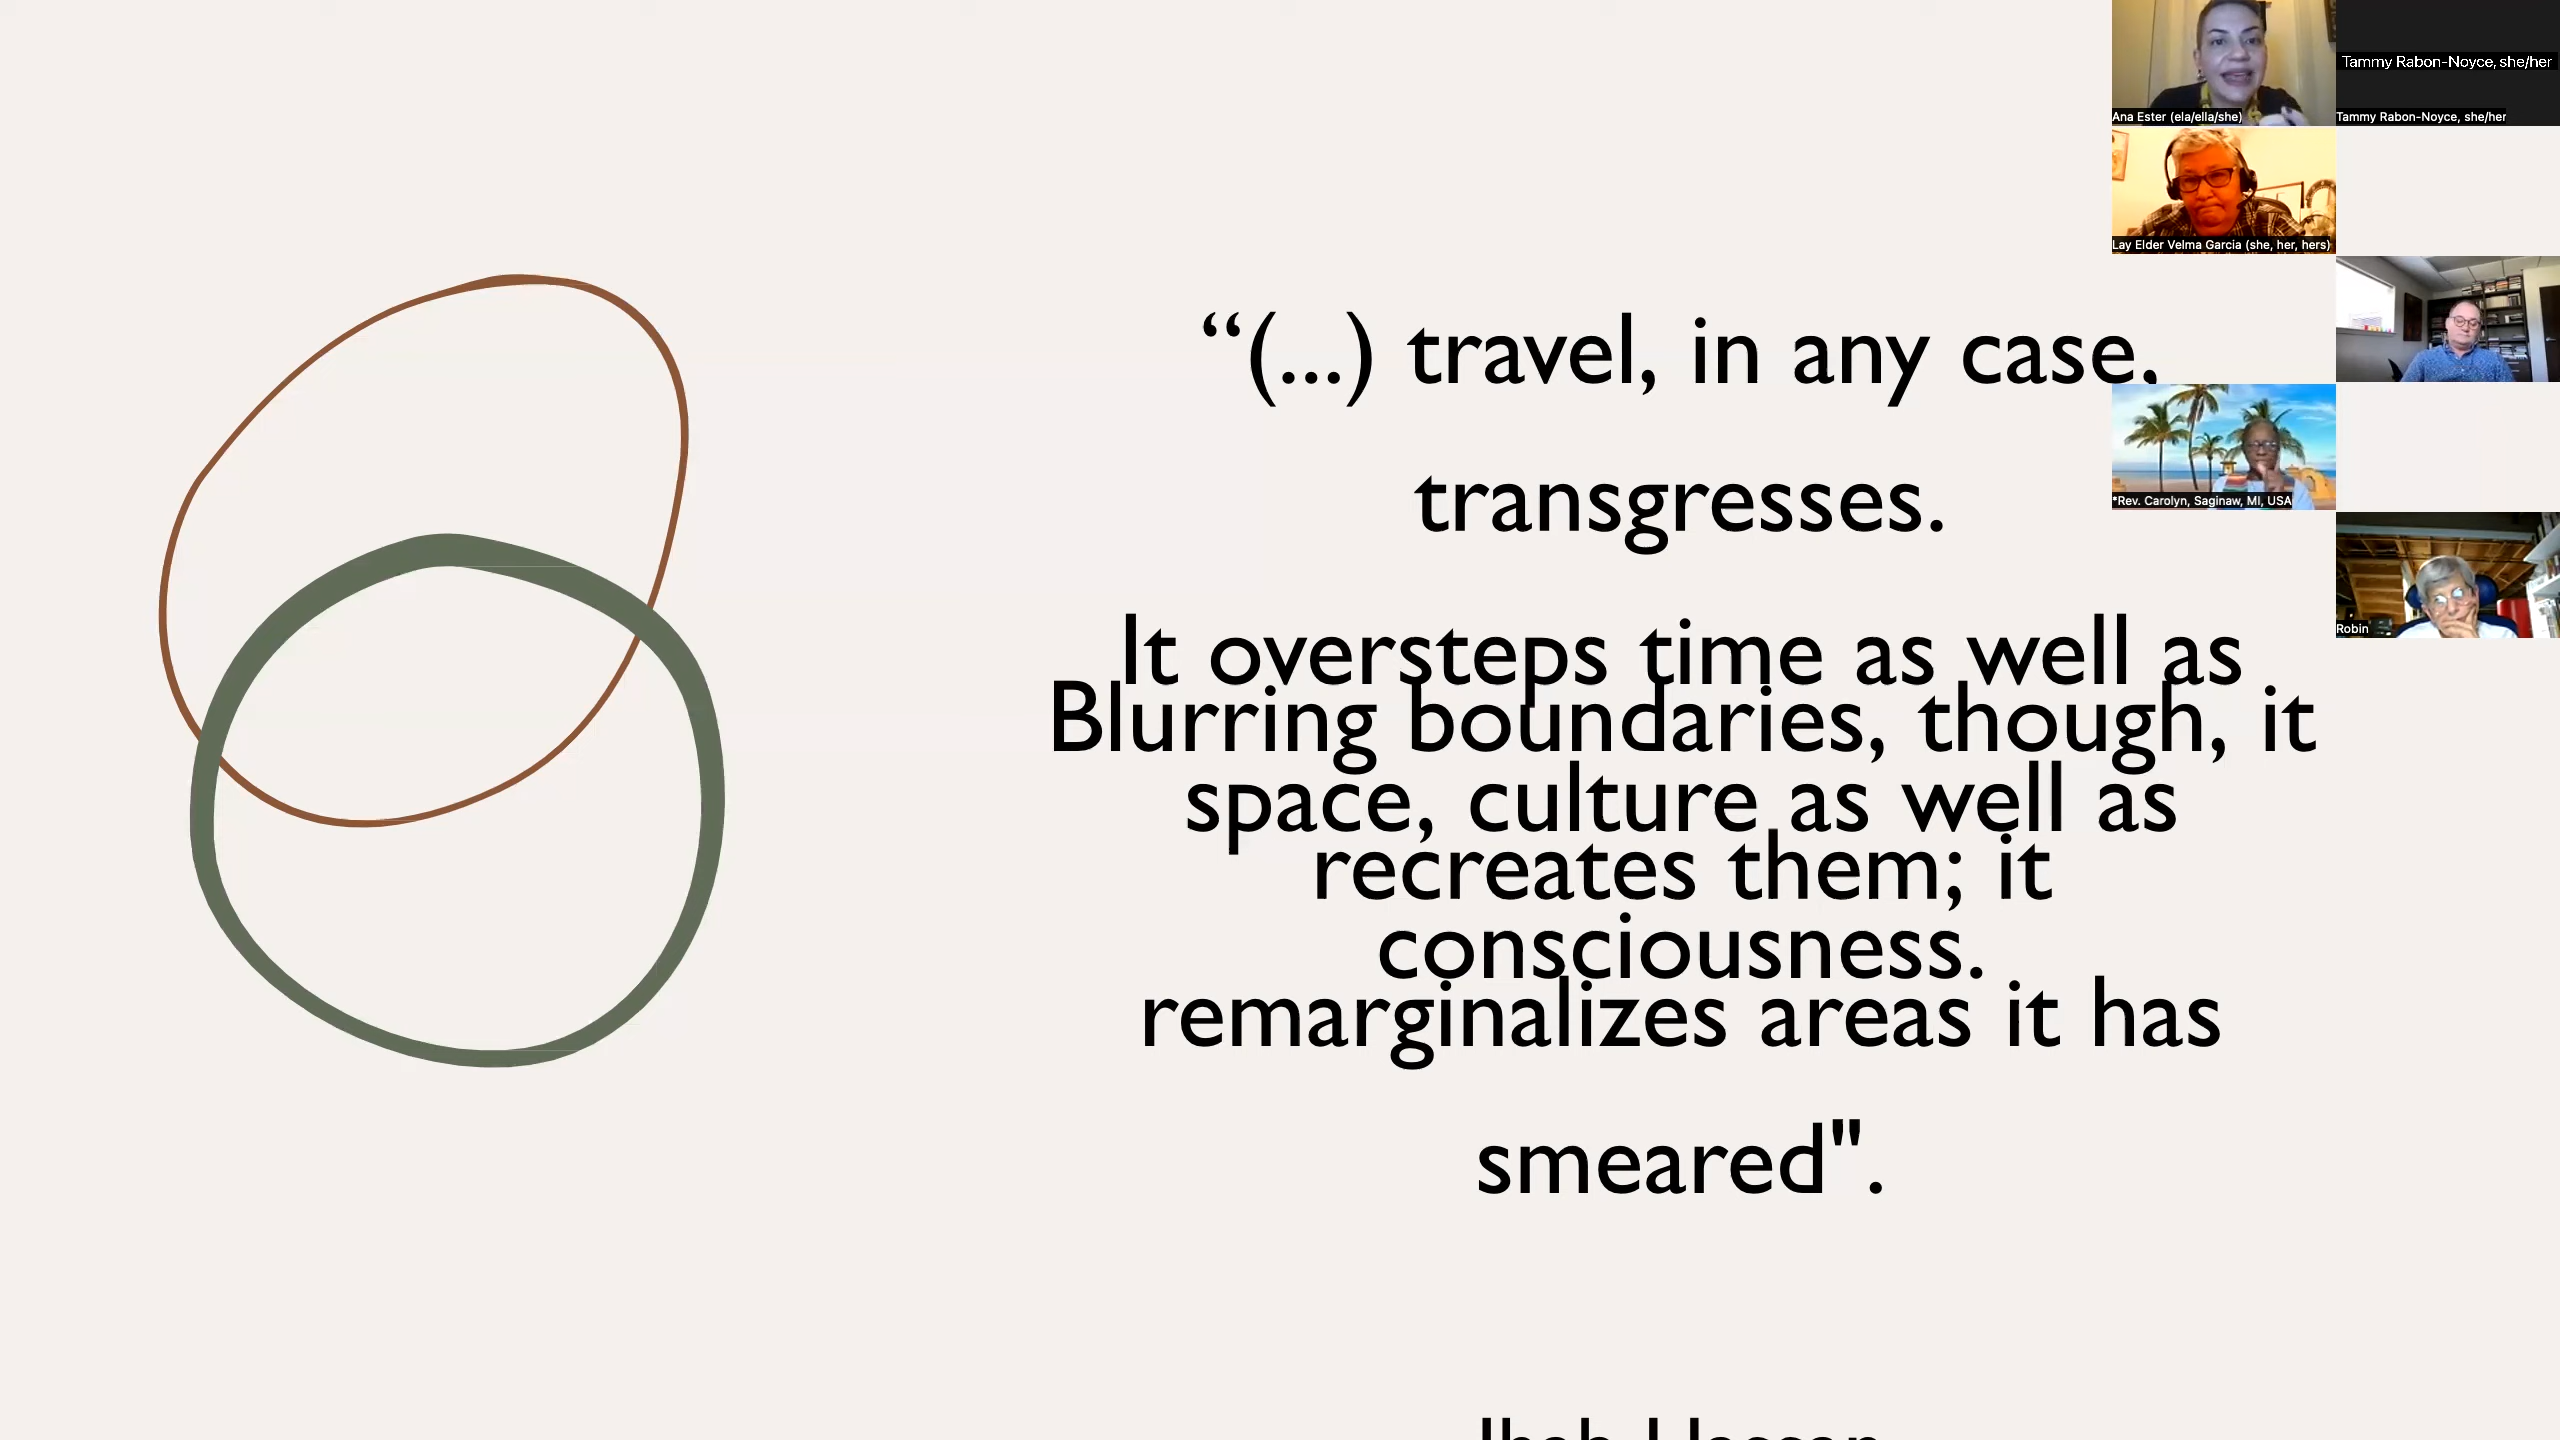 “(...) travel, in any case,
transgresses.
It oversteps time as well as
Blurring boundaries, though, it
space, culture as well as
recreates them; it
consciousness.
remarginalizes areas it has
smeared".
Ihab Hassan
Ana Ester (ela/ella/she)
Tammy Rabon-Noyce, she/her
Tammy Rabon-Noyce, she/her
Lay Elder Velma Garcia (she, her, hers)
*Rev. Carolyn, Saginaw, MI, USA
Robin